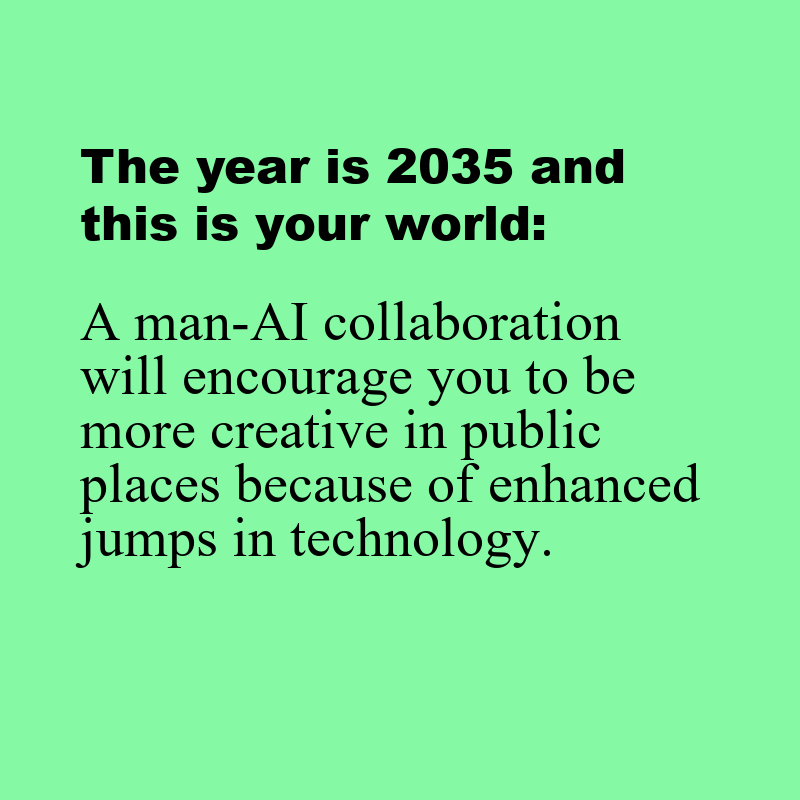 The year is 2035 and
this is your world:
A man-AI collaboration
will encourage you to be
more creative in public
places because of enhanced
jumps in technology.